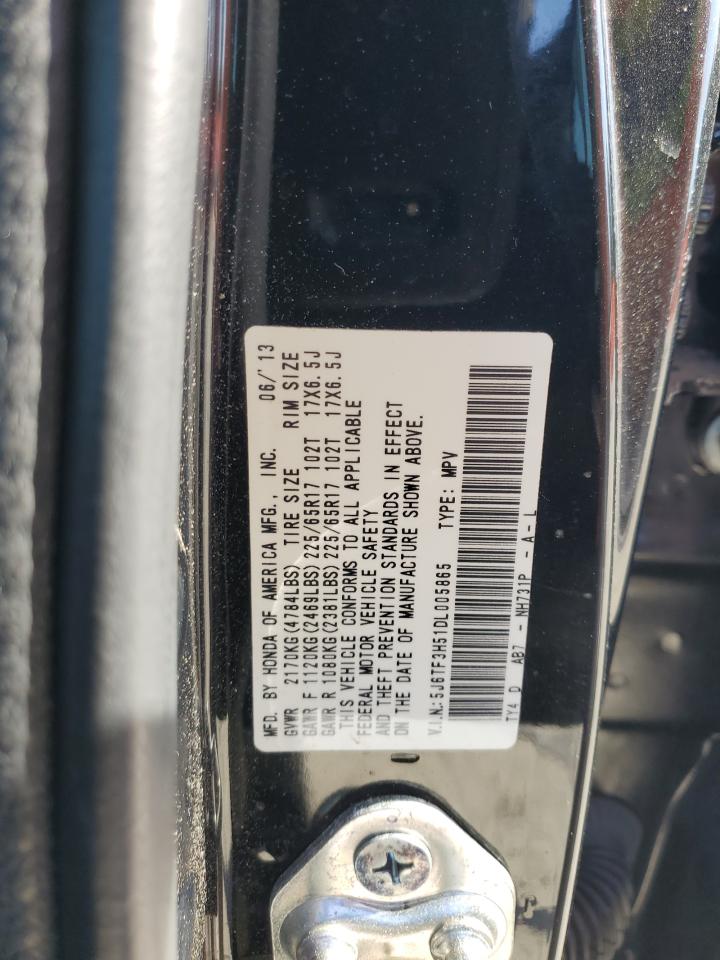 MFD. BY HONDA OF AMERICA MFG., INC. 06/'13
GVWR 2170KG(4784LBS) TIRE SIZE RIM SIZE
GAWR F 1120KG(2469LBS) 225/65R17 102T 17X6.5J
GAWR R 1080KG(2381LBS) 225/65R17 102T 17X6.5J
THIS VEHICLE CONFORMS TO ALL APPLICABLE
FEDERAL MOTOR VEHICLE SAFETY
AND THEFT PREVENTION STANDARDS IN EFFECT
ON THE DATE OF MANUFACTURE SHOWN ABOVE.
V.I.N.:5J6TF3H51DL005865 TYPE: MPV
TY4 D AB7 - NH731P - A - L